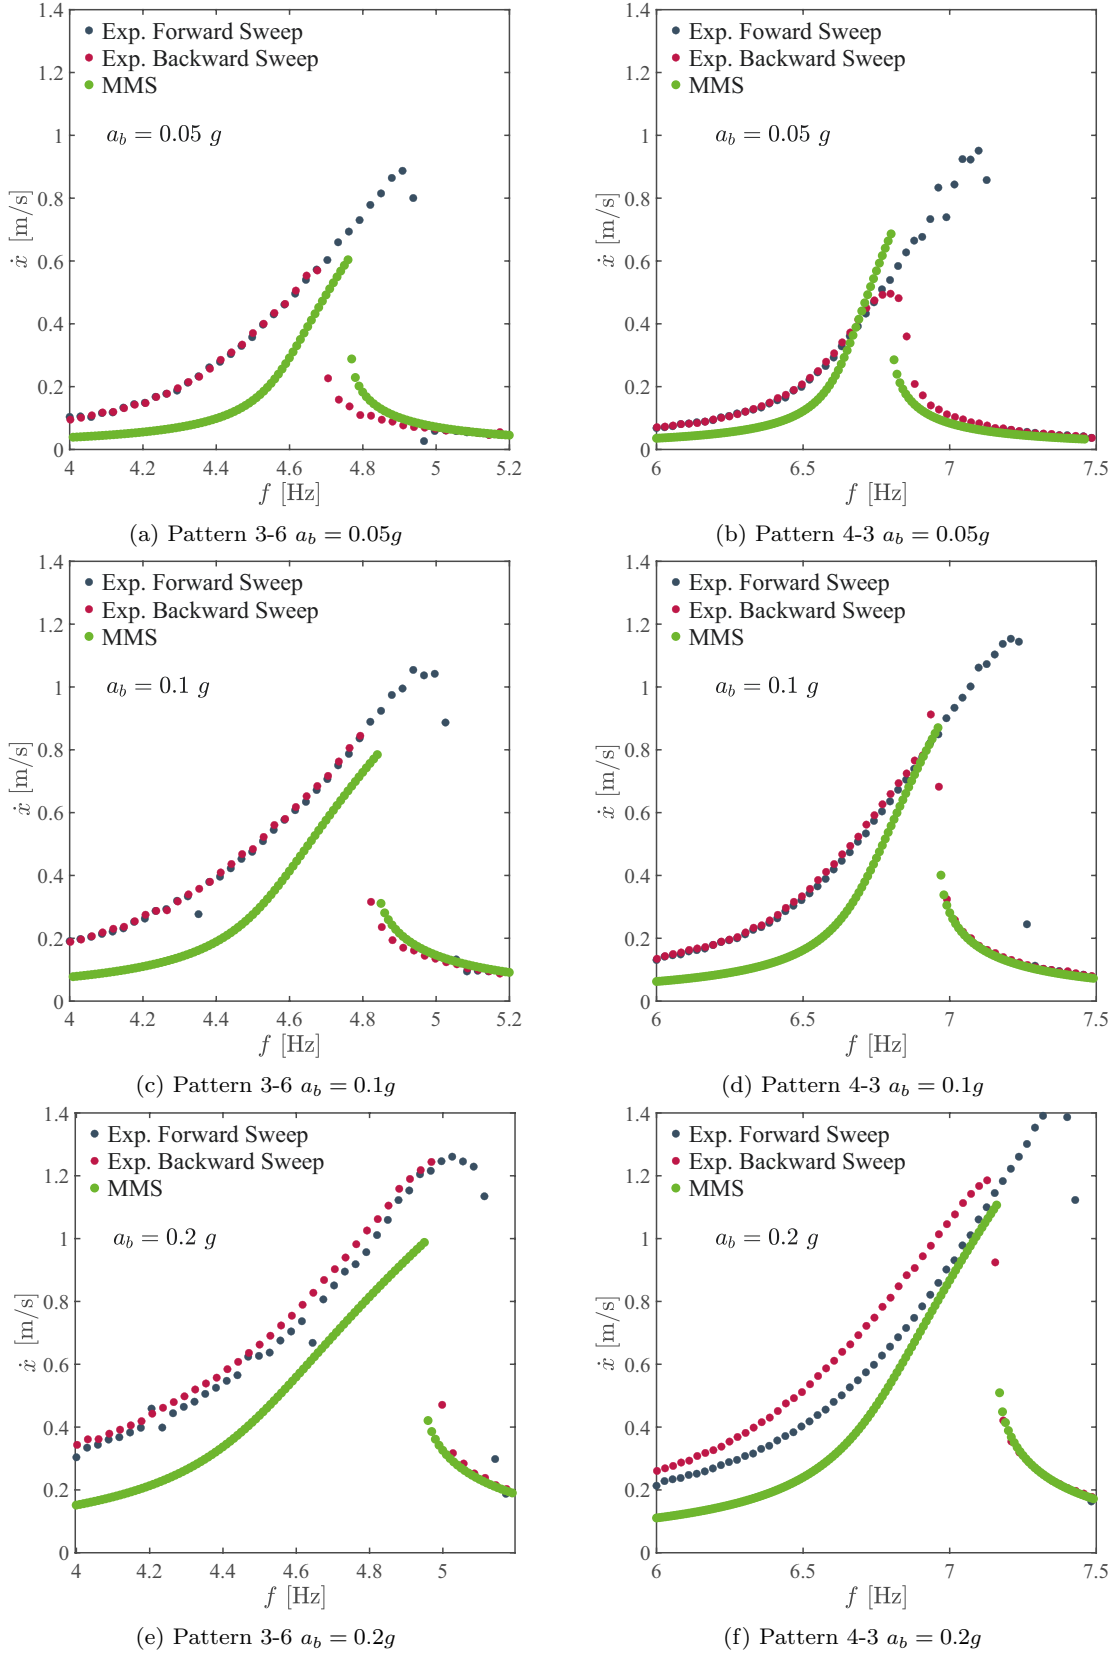 1.4
1.2
1
0.8
0.6
0.4
0.2
0
Exp. Forward Sweep
Exp. Backward Sweep
MMS
a_b = 0.05 g
ẋ [m/s]
4 4.2 4.4 4.6 4.8 5 5.2
f [Hz]
(a) Pattern 3-6 a_b = 0.05g
1.4
1.2
1
0.8
0.6
0.4
0.2
0
Exp. Foward Sweep
Exp. Backward Sweep
MMS
a_b = 0.05 g
ẋ [m/s]
6 6.5 7 7.5
f [Hz]
(b) Pattern 4-3 a_b = 0.05g
1.4
1.2
1
0.8
0.6
0.4
0.2
0
Exp. Forward Sweep
Exp. Backward Sweep
MMS
a_b = 0.1 g
ẋ [m/s]
4 4.2 4.4 4.6 4.8 5 5.2
f [Hz]
(c) Pattern 3-6 a_b = 0.1g
1.4
1.2
1
0.8
0.6
0.4
0.2
0
Exp. Forward Sweep
Exp. Backward Sweep
MMS
a_b = 0.1 g
ẋ [m/s]
6 6.5 7 7.5
f [Hz]
(d) Pattern 4-3 a_b = 0.1g
1.4
1.2
1
0.8
0.6
0.4
0.2
0
Exp. Forward Sweep
Exp. Backward Sweep
MMS
a_b = 0.2 g
ẋ [m/s]
4 4.2 4.4 4.6 4.8 5
f [Hz]
(e) Pattern 3-6 a_b = 0.2g
1.4
1.2
1
0.8
0.6
0.4
0.2
0
Exp. Forward Sweep
Exp. Backward Sweep
MMS
a_b = 0.2 g
ẋ [m/s]
6 6.5 7 7.5
f [Hz]
(f) Pattern 4-3 a_b = 0.2g